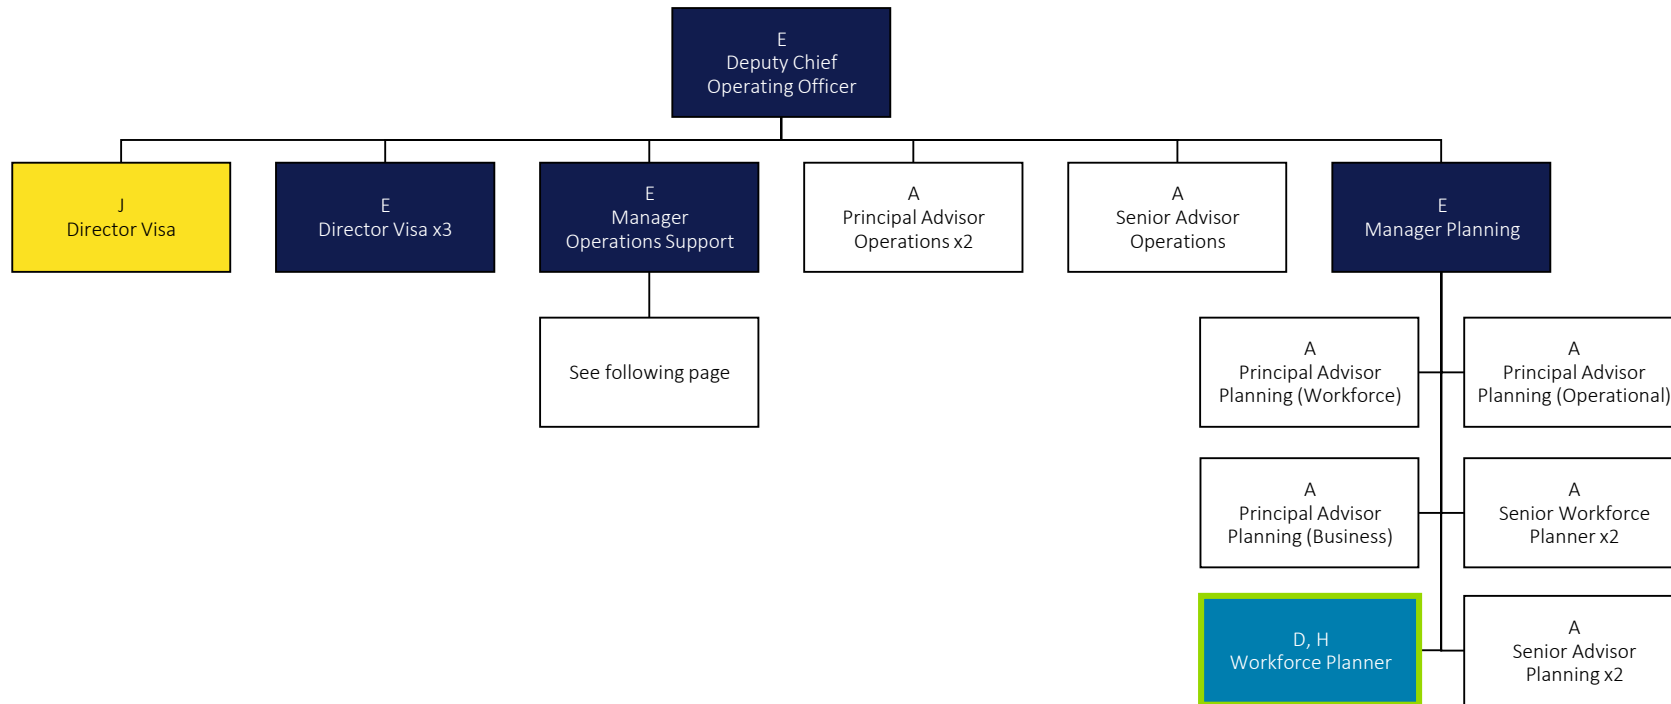 E
Deputy Chief
Operating Officer
J
Director Visa
E
Director Visa x3
E
Manager
Operations Support
A
Principal Advisor
Operations x2
A
Senior Advisor
Operations
E
Manager Planning
See following page
A
Principal Advisor
Planning (Workforce)
A
Principal Advisor
Planning (Operational)
A
Principal Advisor
Planning (Business)
A
Senior Workforce
Planner x2
D, H
Workforce Planner
A
Senior Advisor
Planning x2